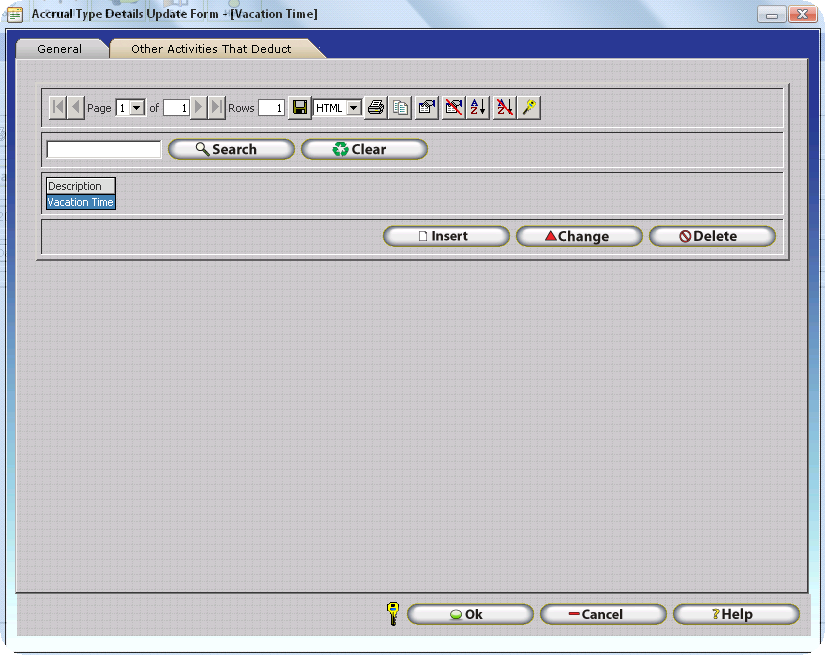 Accrual Type Details Update Form - [Vacation Time]
General Other Activities That Deduct
Page 1 of 1 Rows 1 HTML
Search Clear
Description
Vacation Time
Insert Change Delete
Ok Cancel Help